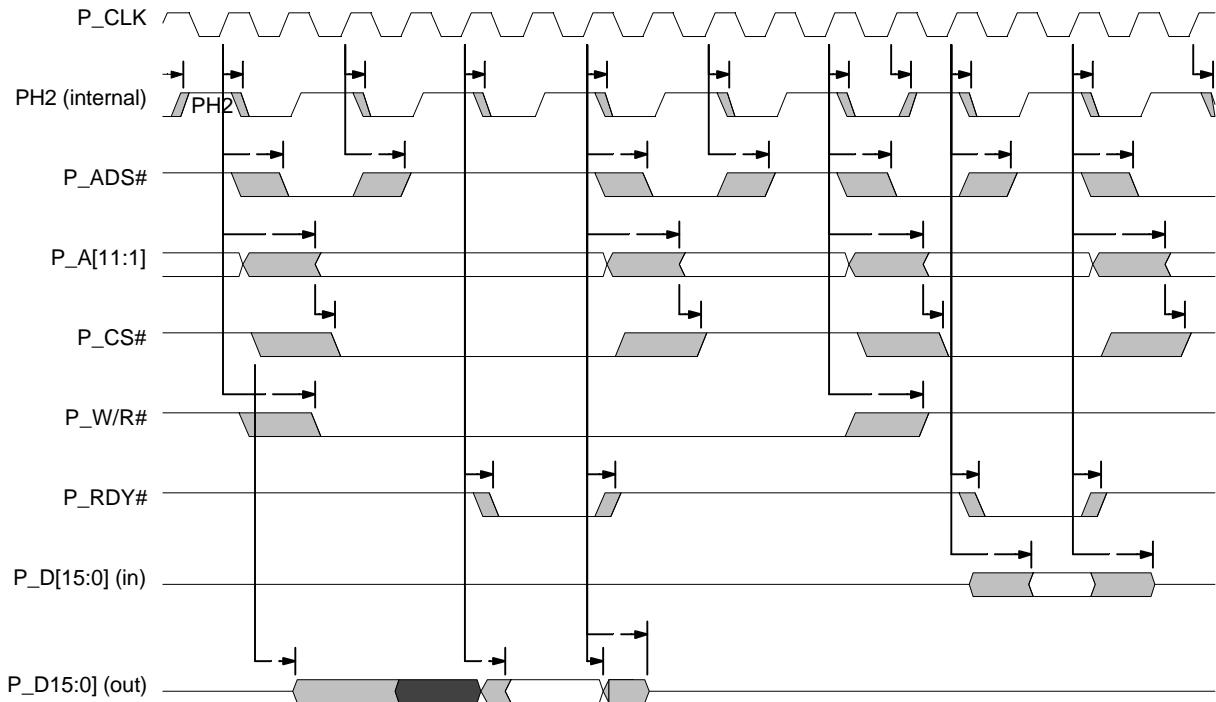 P_CLK
PH2 (internal)
PH2
P_ADS#
P_A[11:1]
P_CS#
P_W/R#
P_RDY#
P_D[15:0] (in)
P_D15:0] (out)